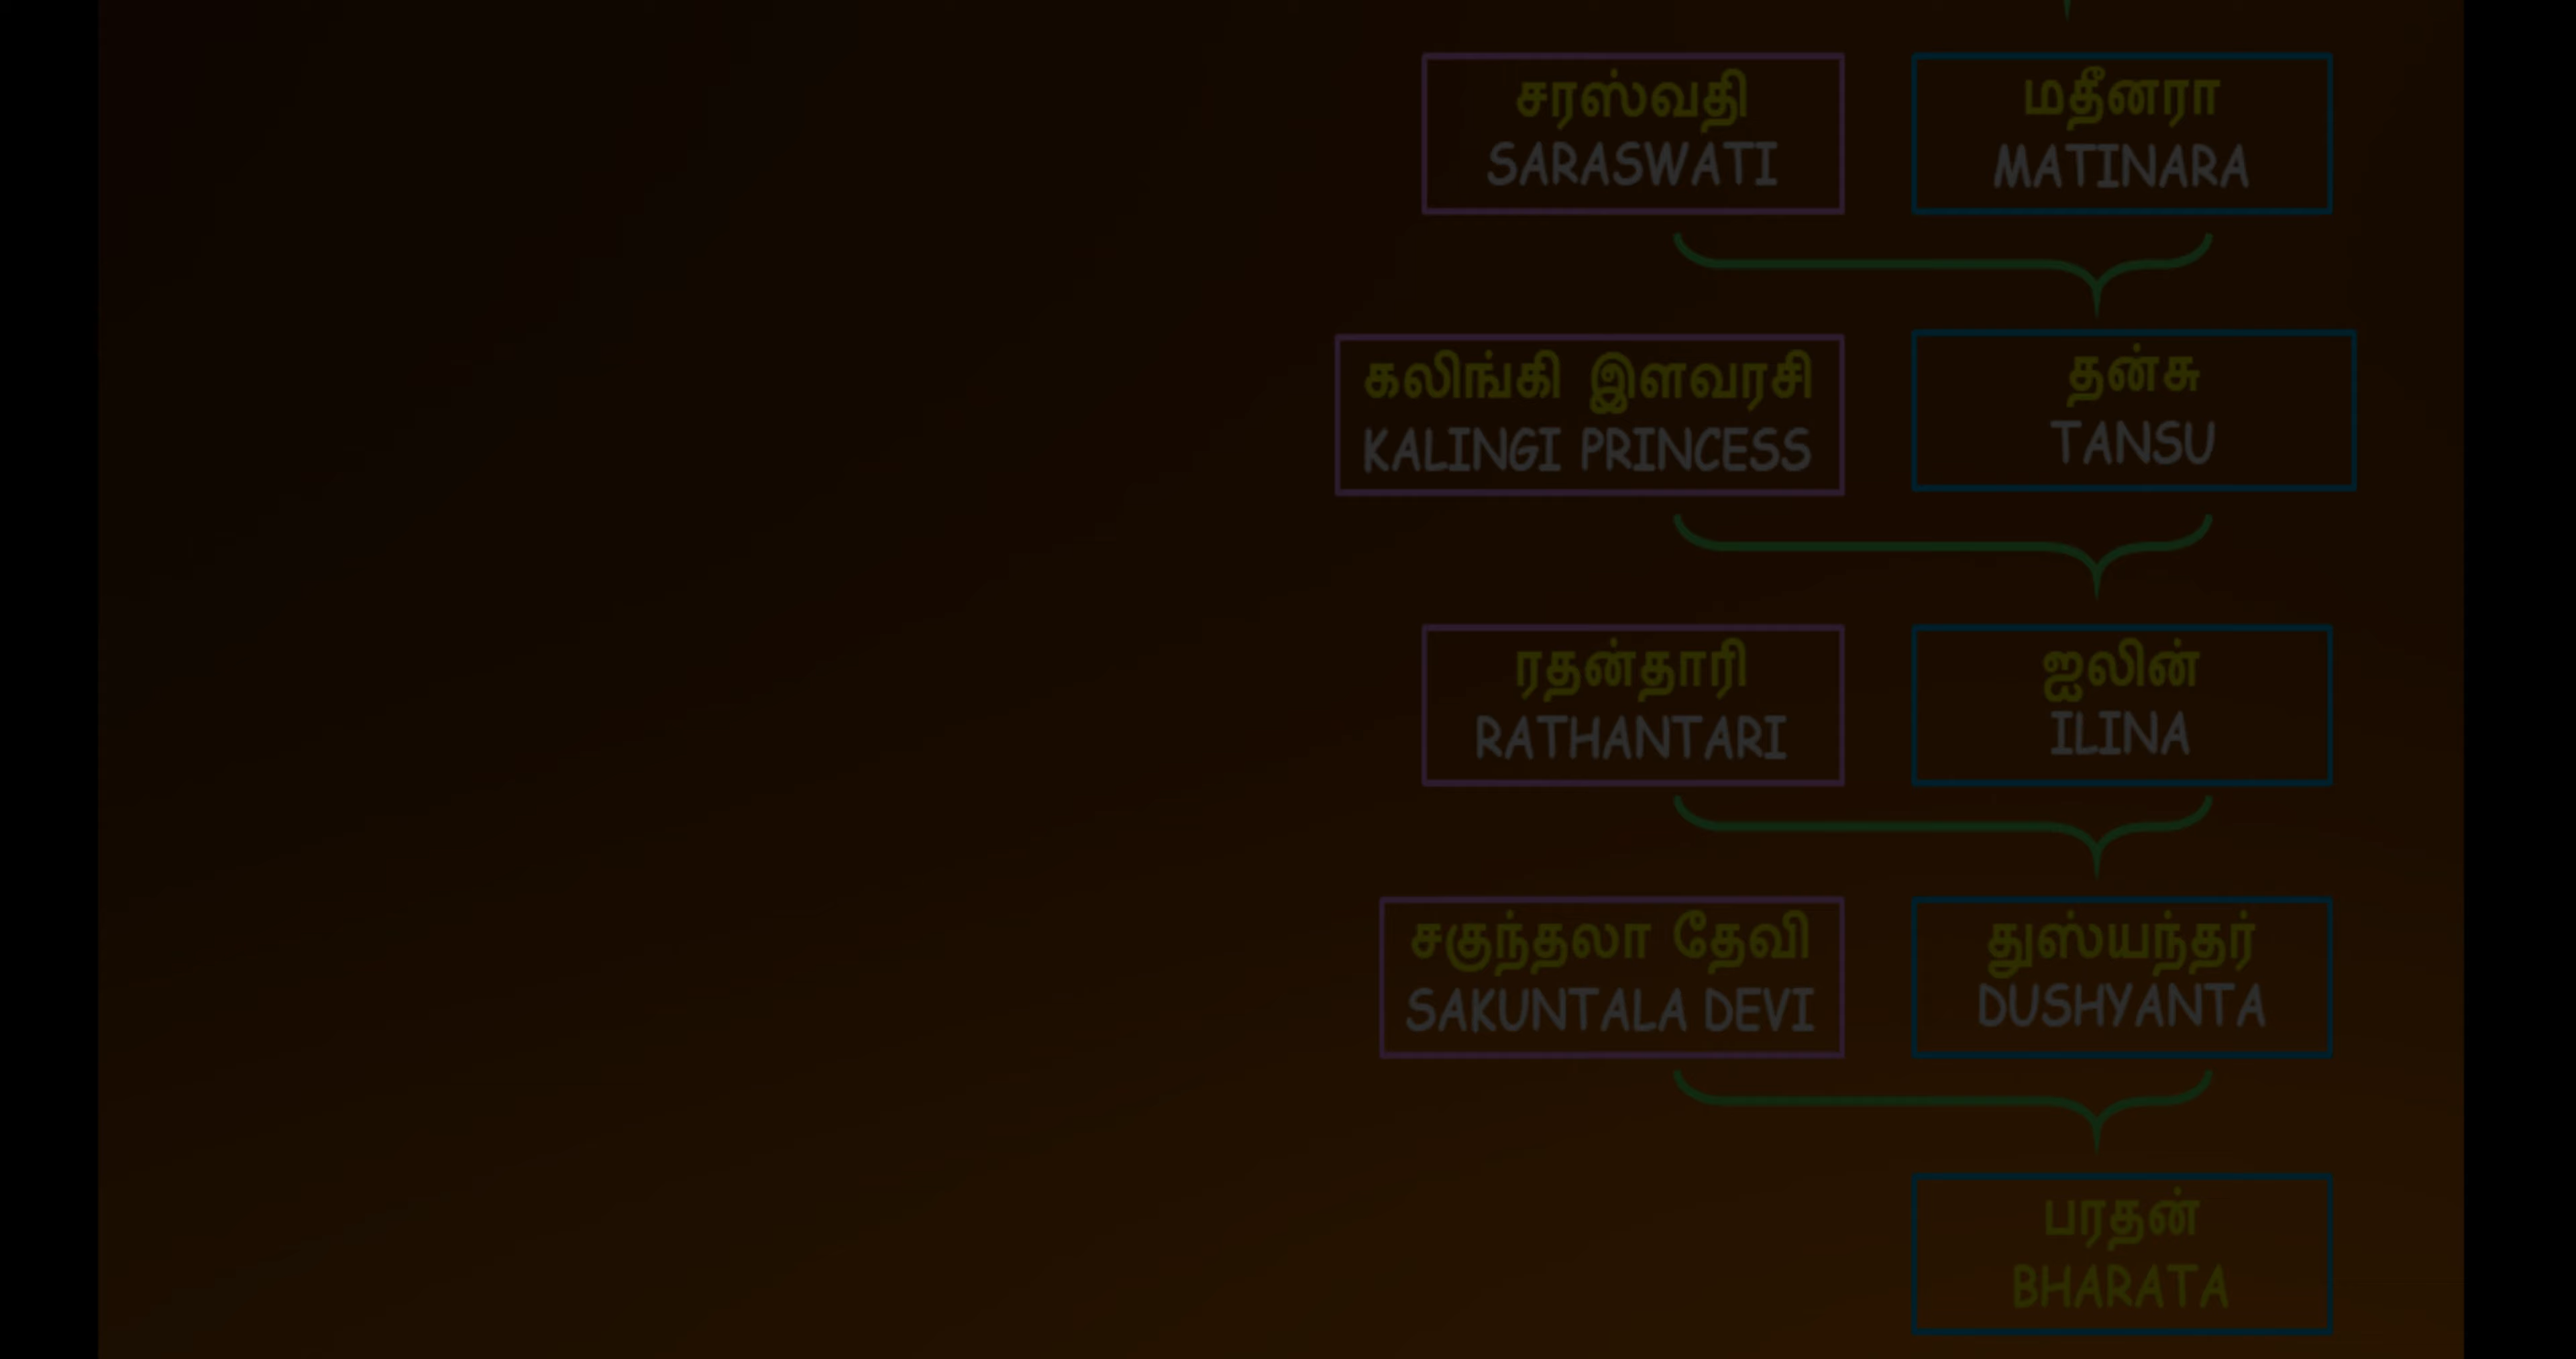 சரஸ்வதி
SARASWATI
மதீனரா
MATINARA
கலிங்கி இளவரசி
KALINGI PRINCESS
தன்சு
TANSU
ரதன்தாரி
RATHANTARI
ஐலின்
ILINA
சகுந்தலா தேவி
SAKUNTALA DEVI
துஸ்யந்தர்
DUSHYANTA
பரதன்
BHARATA